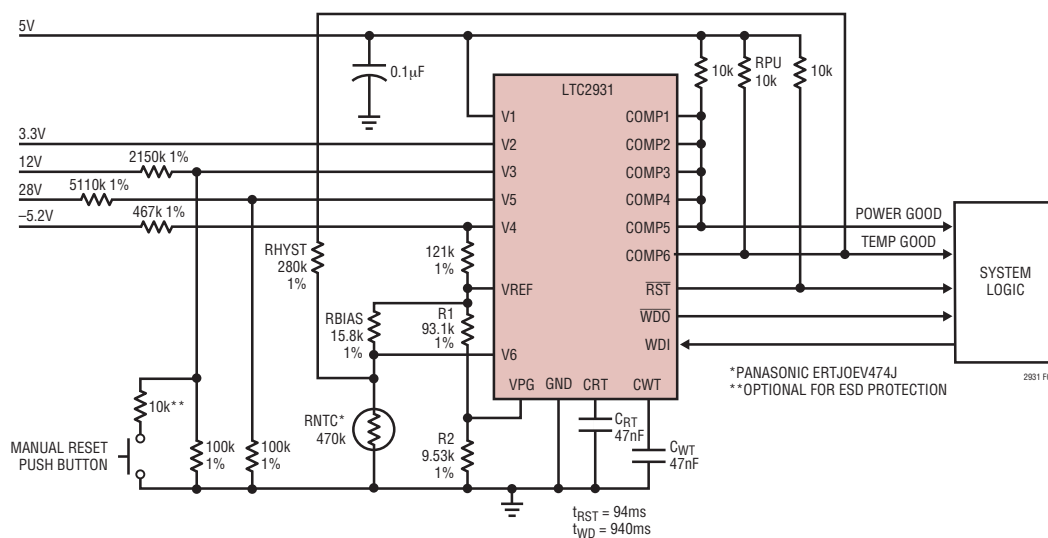 5V
0.1µF
10k
RPU
10k
10k
LTC2931
V1
COMP1
3.3V
V2
COMP2
12V
2150k 1%
V3
COMP3
28V
5110k 1%
V5
COMP4
–5.2V
467k 1%
V4
COMP5
POWER GOOD
RHYST
280k
1%
121k
1%
COMP6
TEMP GOOD
VREF
RST
SYSTEM
LOGIC
RBIAS
15.8k
1%
R1
93.1k
1%
WDO
V6
WDI
*PANASONIC ERTJOEV474J
**OPTIONAL FOR ESD PROTECTION
2931 F
VPG
GND
CRT
CWT
10k**
RNTC*
470k
MANUAL RESET
PUSH BUTTON
100k
1%
100k
1%
R2
9.53k
1%
CRT
47nF
CWT
47nF
tRST = 94ms
tWD = 940ms